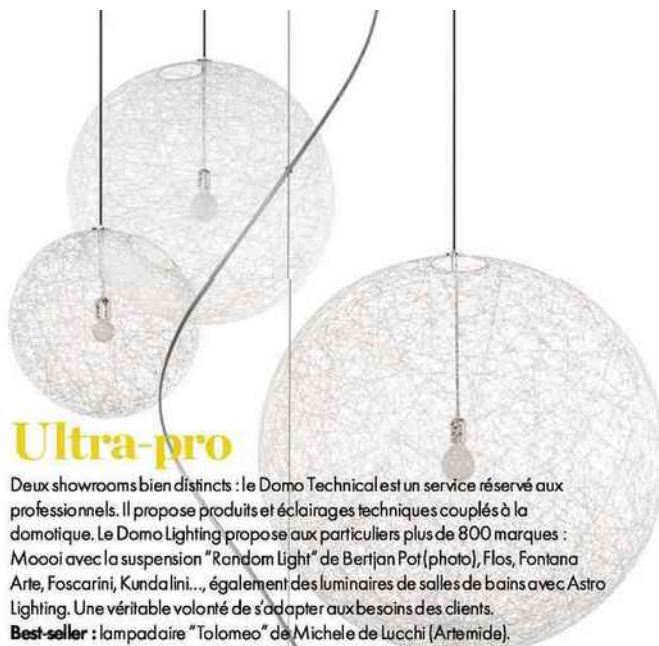 Ultra-pro
Deux showrooms bien distincts : le Domo Technical est un service réservé aux
professionnels. Il propose produits et éclairages techniques couplés à la
domotique. Le Domo Lighting propose aux particuliers plus de 800 marques :
Moooi avec la suspension "Random Light" de Bertjan Pot (photo), Flos, Fontana
Arte, Foscarini, Kundalini..., également des luminaires de salles de bains avec Astro
Lighting. Une véritable volonté de s'adapter aux besoins des clients.
Best-seller : lampadaire "Tolomeo" de Michele de Lucchi (Artemide).